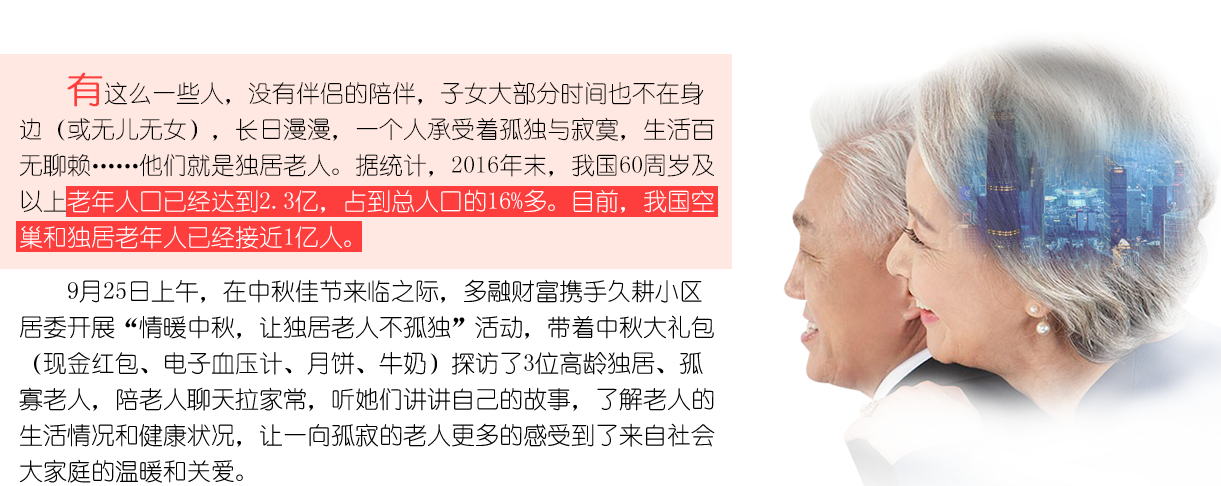 有这么一些人，没有伴侣的陪伴，子女大部分时间也不在身
边（或无儿无女），长日漫漫，一个人承受着孤独与寂寞，生活百
无聊赖……他们就是独居老人。据统计，2016年末，我国60周岁及
以上老年人口已经达到2.3亿，占到总人口的16%多。目前，我国空
巢和独居老年人已经接近1亿人。
9月25日上午，在中秋佳节来临之际，多融财富携手久耕小区
居委开展“情暖中秋，让独居老人不孤独”活动，带着中秋大礼包
（现金红包、电子血压计、月饼、牛奶）探访了3位高龄独居、孤
寡老人，陪老人聊天拉家常，听她们讲讲自己的故事，了解老人的
生活情况和健康状况，让一向孤寂的老人更多的感受到了来自社会
大家庭的温暖和关爱。